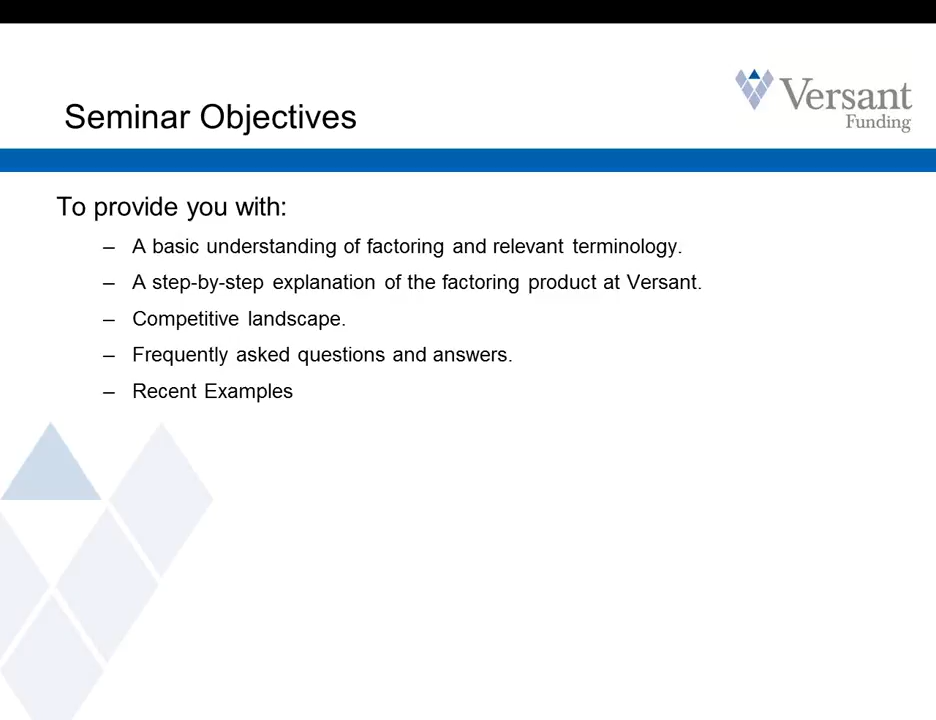 Seminar Objectives
Versant
Funding
To provide you with:
– A basic understanding of factoring and relevant terminology.
– A step-by-step explanation of the factoring product at Versant.
– Competitive landscape.
– Frequently asked questions and answers.
– Recent Examples